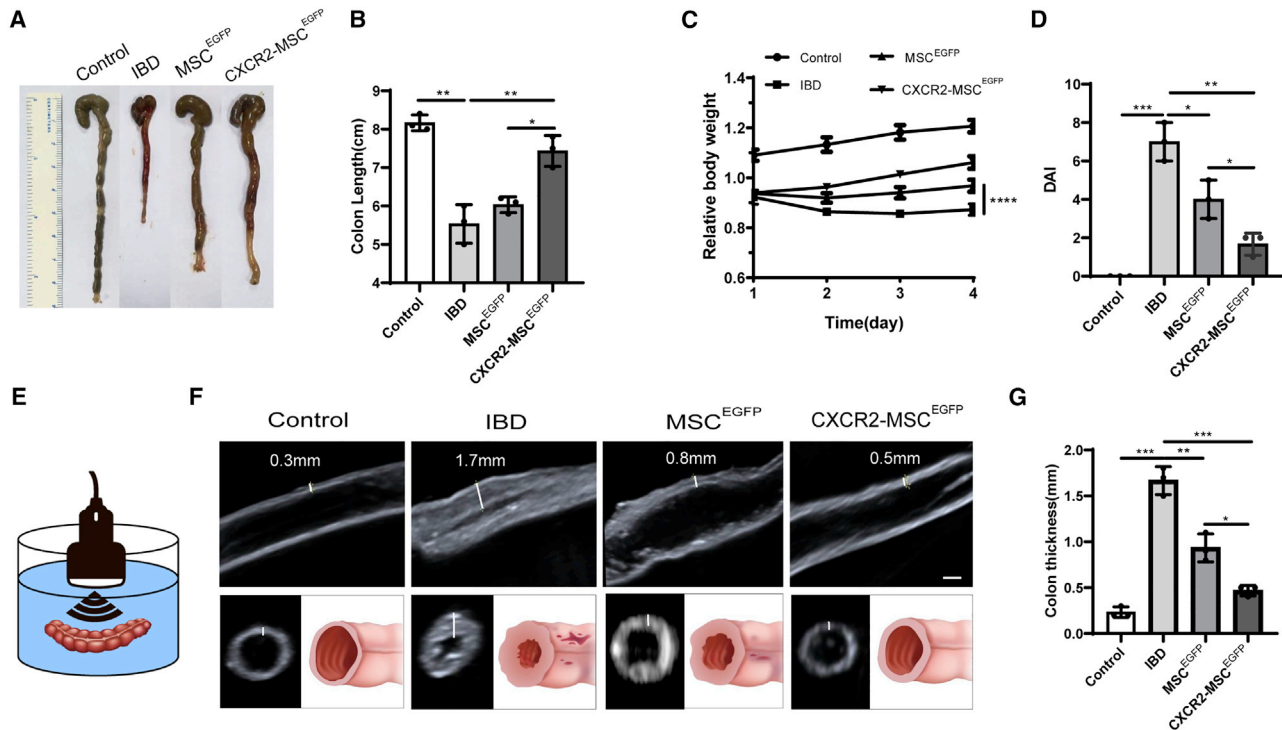 A
Control
IBD
MSC^EGFP
CXCR2-MSC^EGFP
B
Colon Length(cm)
9
8
7
6
5
4
**
**
*
Control
IBD
MSC^EGFP
CXCR2-MSC^EGFP
C
Control
IBD
MSC^EGFP
CXCR2-MSC^EGFP
Relative body weight
1.4
1.2
1.0
0.8
0.6
****
1 2 3 4
Time(day)
D
DAI
10
8
6
4
2
0
**
*** *
*
Control
IBD
MSC^EGFP
CXCR2-MSC^EGFP
E
F
Control
IBD
MSC^EGFP
CXCR2-MSC^EGFP
0.3mm
1.7mm
0.8mm
0.5mm
G
Colon thickness(mm)
2.0
1.5
1.0
0.5
0.0
***
*** **
*
Control
IBD
MSC^EGFP
CXCR2-MSC^EGFP